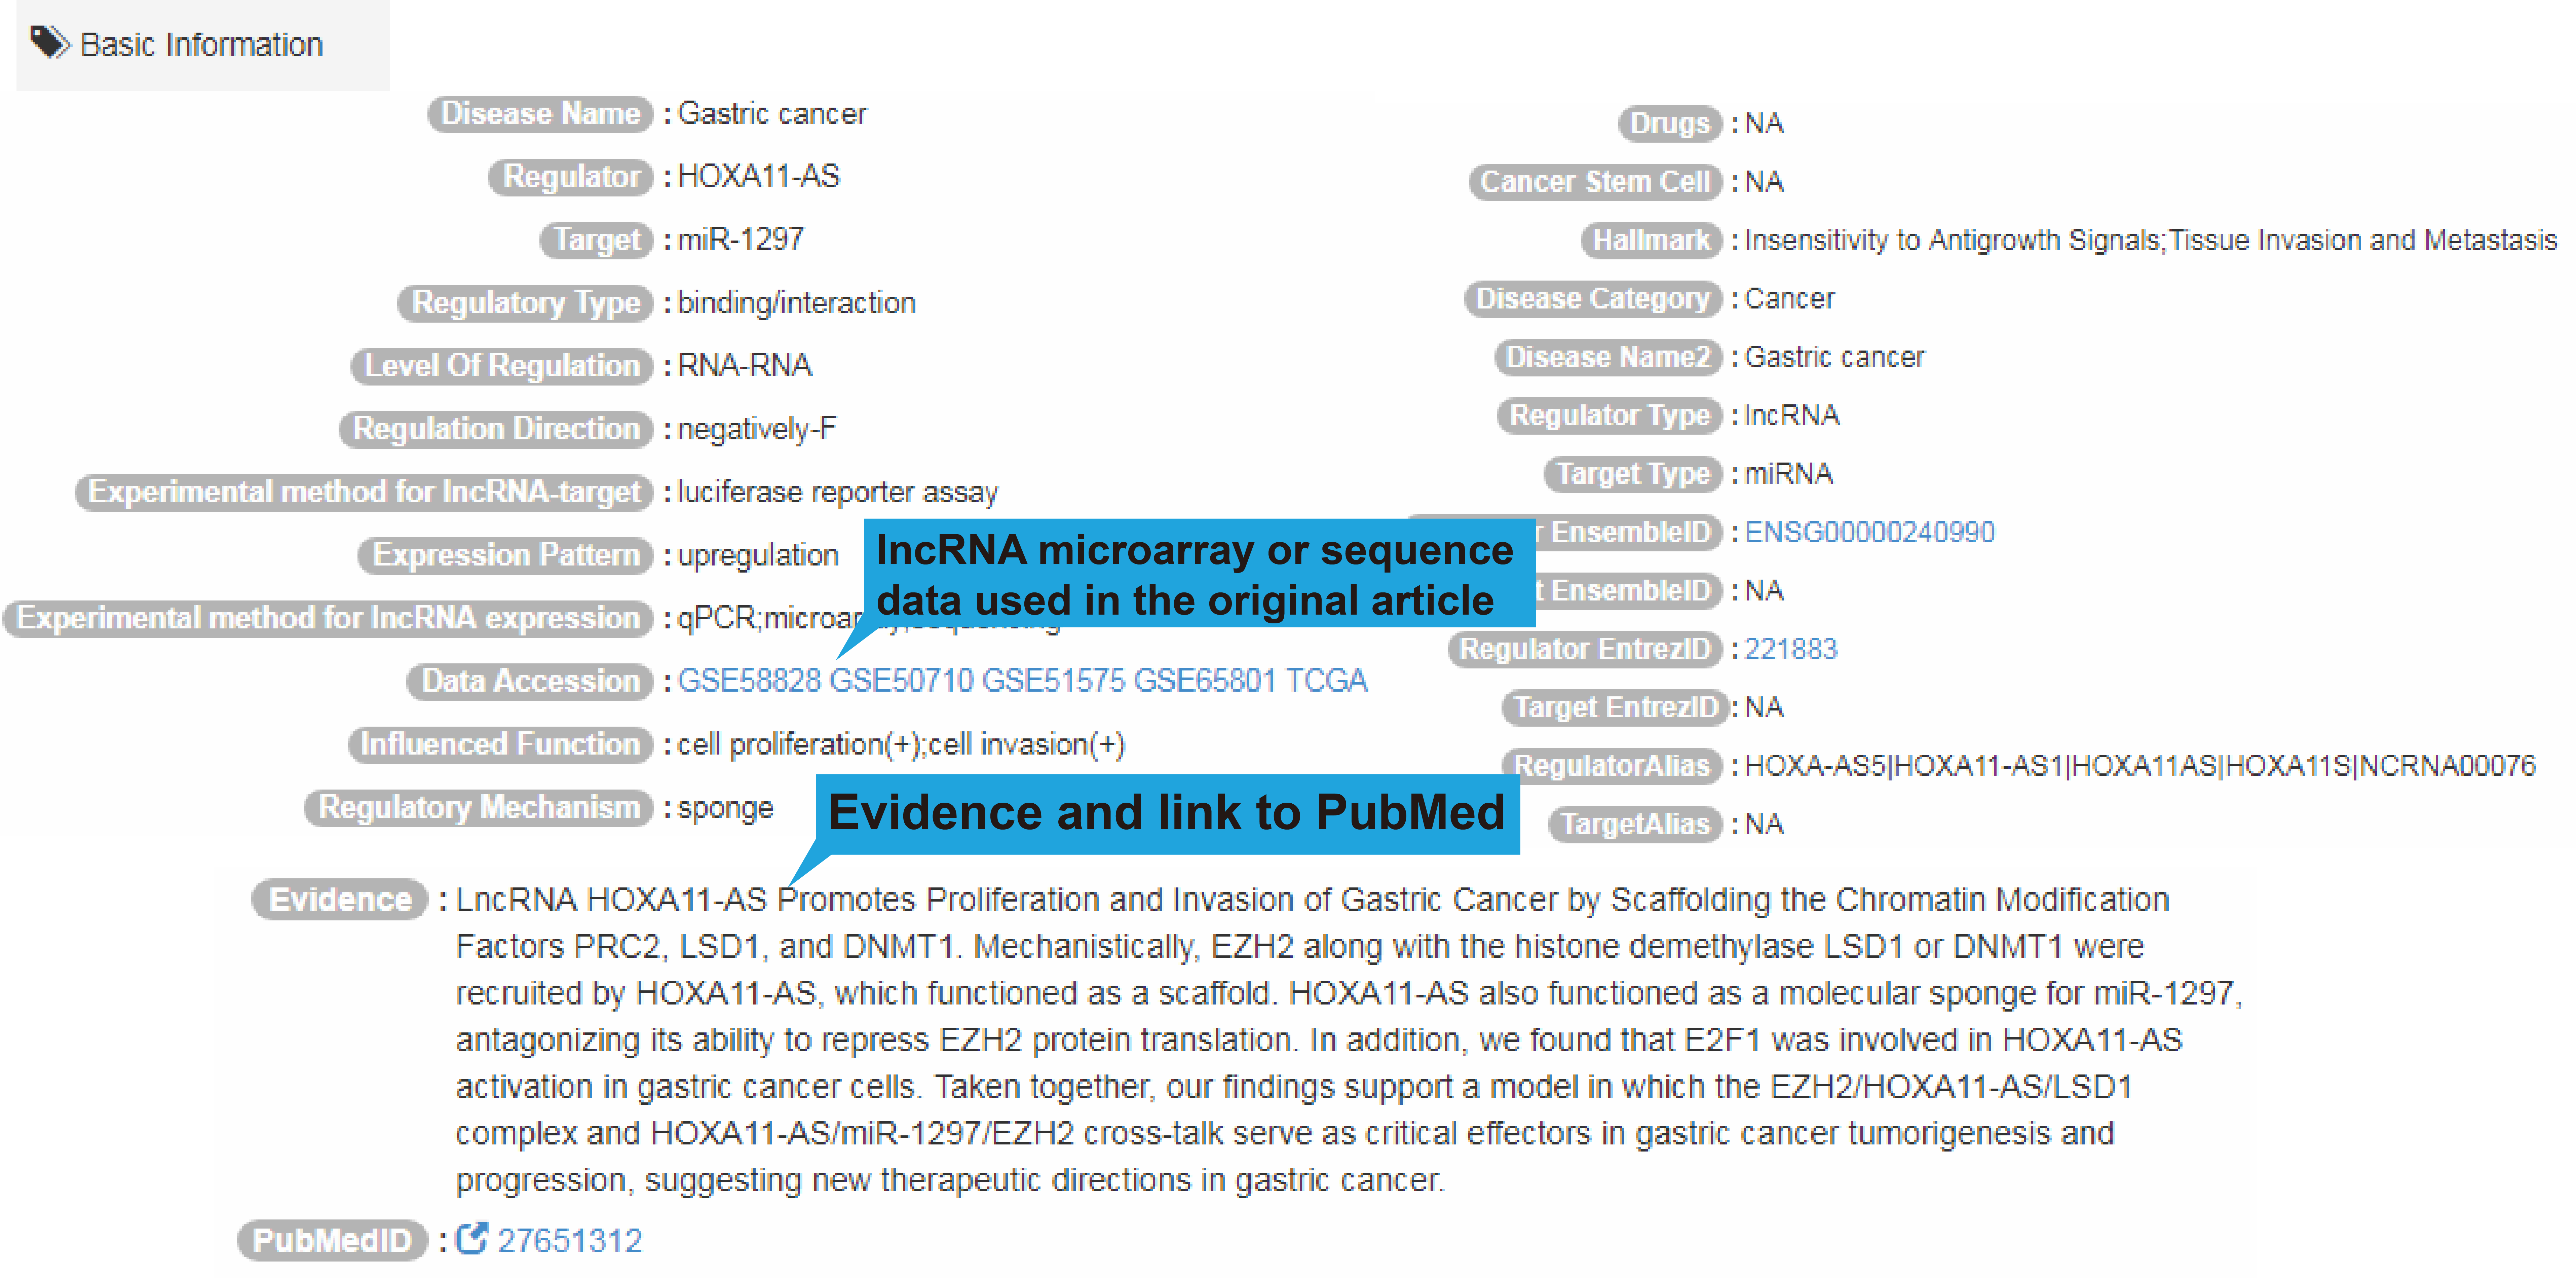 Basic Information
Disease Name : Gastric cancer
Regulator : HOXA11-AS
Target : miR-1297
Regulatory Type : binding/interaction
Level Of Regulation : RNA-RNA
Regulation Direction : negatively-F
Experimental method for lncRNA-target : luciferase reporter assay
Expression Pattern : upregulation
Experimental method for lncRNA expression : qPCR;
Data Accession : GSE58828 GSE50710 GSE51575 GSE65801 TCGA
Influenced Function : cell proliferation(+);cell invasion(+)
Regulatory Mechanism : sponge
lncRNA microarray or sequence
data used in the original article
Evidence and link to PubMed
Drugs : NA
Cancer Stem Cell : NA
Hallmark : Insensitivity to Antigrowth Signals;Tissue Invasion and Metastasis
Disease Category : Cancer
Disease Name2 : Gastric cancer
Regulator Type : lncRNA
Target Type : miRNA
EnsembleID : ENSG00000240990
EnsembleID : NA
Regulator EntrezID : 221883
Target EntrezID : NA
RegulatorAlias : HOXA-AS5|HOXA11-AS1|HOXA11AS|HOXA11S|NCRNA00076
TargetAlias : NA
Evidence : LncRNA HOXA11-AS Promotes Proliferation and Invasion of Gastric Cancer by Scaffolding the Chromatin Modification
Factors PRC2, LSD1, and DNMT1. Mechanistically, EZH2 along with the histone demethylase LSD1 or DNMT1 were
recruited by HOXA11-AS, which functioned as a scaffold. HOXA11-AS also functioned as a molecular sponge for miR-1297,
antagonizing its ability to repress EZH2 protein translation. In addition, we found that E2F1 was involved in HOXA11-AS
activation in gastric cancer cells. Taken together, our findings support a model in which the EZH2/HOXA11-AS/LSD1
complex and HOXA11-AS/miR-1297/EZH2 cross-talk serve as critical effectors in gastric cancer tumorigenesis and
progression, suggesting new therapeutic directions in gastric cancer.
PubMedID : 27651312